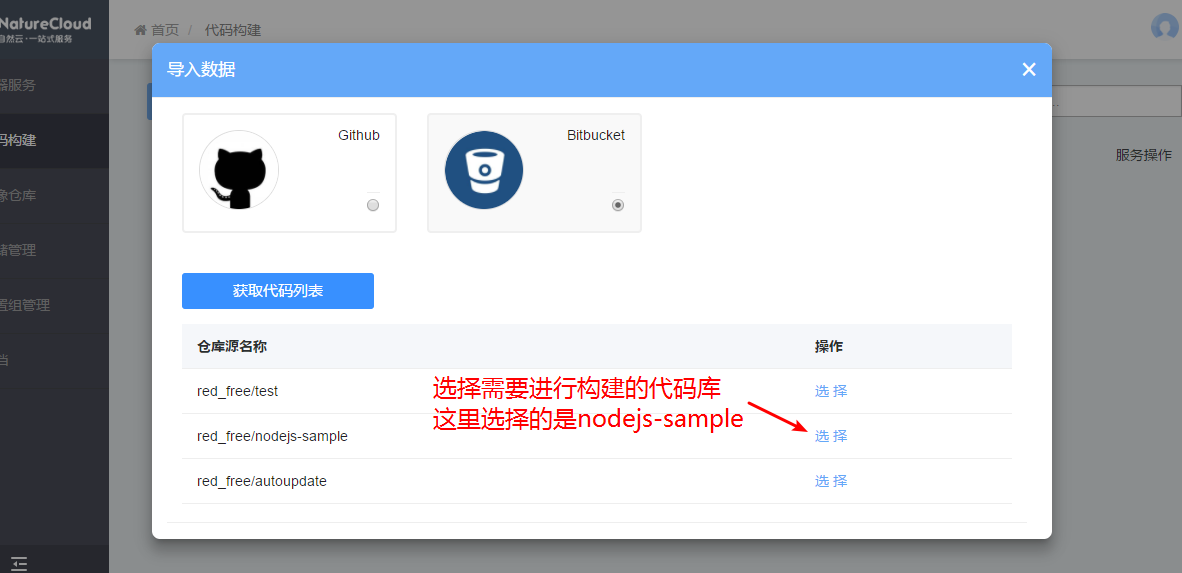 NatureCloud
自然云·一站式服务
首页 / 代码构建
器服务
码构建
象仓库
储管理
置组管理
档
导入数据
×
Github
Bitbucket
服务操作
获取代码列表
仓库源名称 操作
red_free/test 选 择
选择需要进行构建的代码库
这里选择的是nodejs-sample
red_free/nodejs-sample 选 择
red_free/autoupdate 选 择